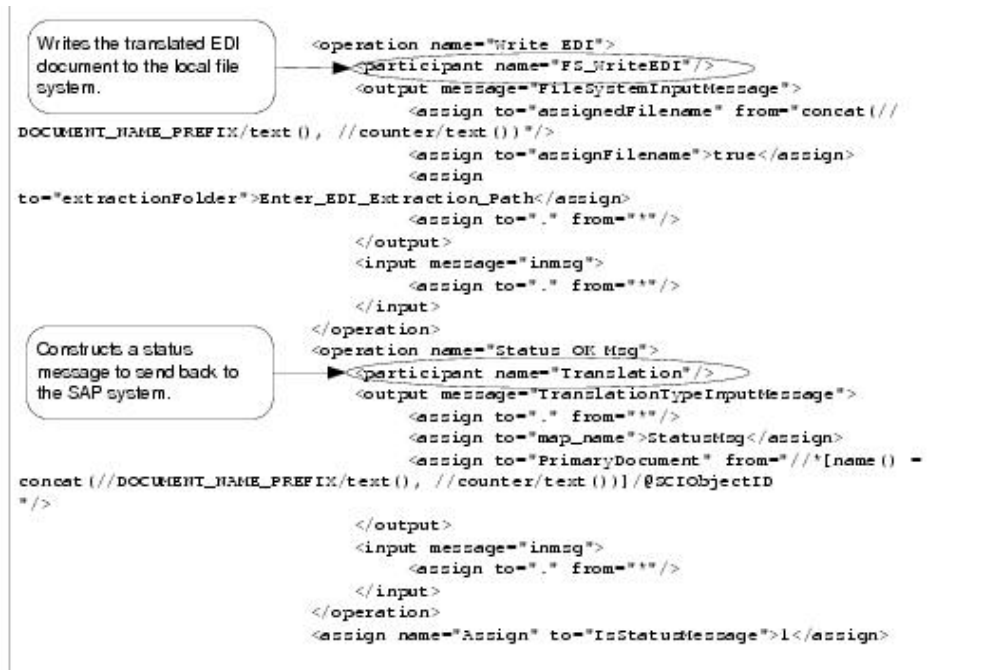 Writes the translated EDI
document to the local file
system.
<operation name="Write EDI">
<participant name="FS_WriteEDI"/>
<output message="FileSystemInputMessage">
<assign to="assignedFilename" from="concat(//
DOCUMENT_NAME_PREFIX/text(), //counter/text())"/>
<assign to="assignFilename">true</assign>
<assign
to="extractionFolder">Enter_EDI_Extraction_Path</assign>
<assign to="." from="*"/>
</output>
<input message="inmsg">
<assign to="." from="*"/>
</input>
</operation>
Constructs a status
message to send back to
the SAP system.
<operation name="Status OK Msg">
<participant name="Translation"/>
<output message="TranslationTypeInputMessage">
<assign to="." from="*"/>
<assign to="map_name">StatusMsg</assign>
<assign to="PrimaryDocument" from="//*[name() =
concat(//DOCUMENT_NAME_PREFIX/text(), //counter/text())]/@SCIObjectID
"/>
</output>
<input message="inmsg">
<assign to="." from="*"/>
</input>
</operation>
<assign name="Assign" to="IsStatusMessage">1</assign>